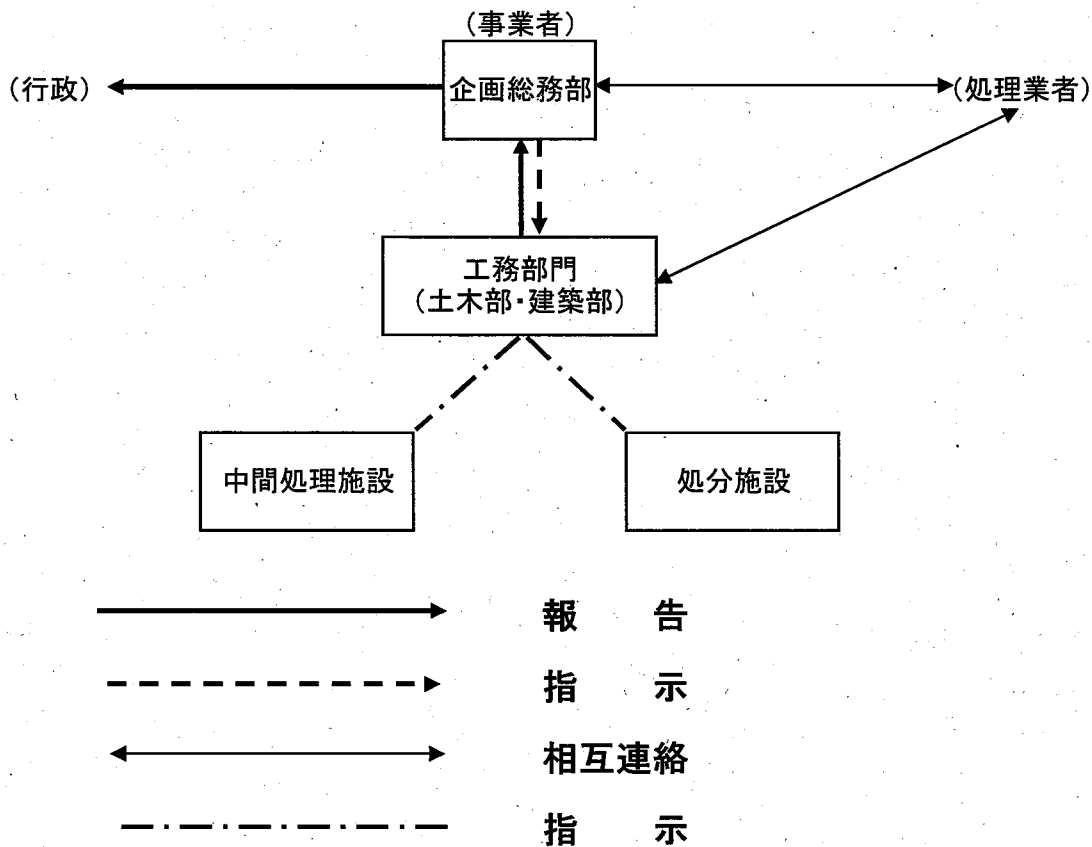 (事業者)
(行政)
企画総務部
(処理業者)
工務部門
(土木部・建築部)
中間処理施設
処分施設
報 告
指 示
相互連絡
指 示